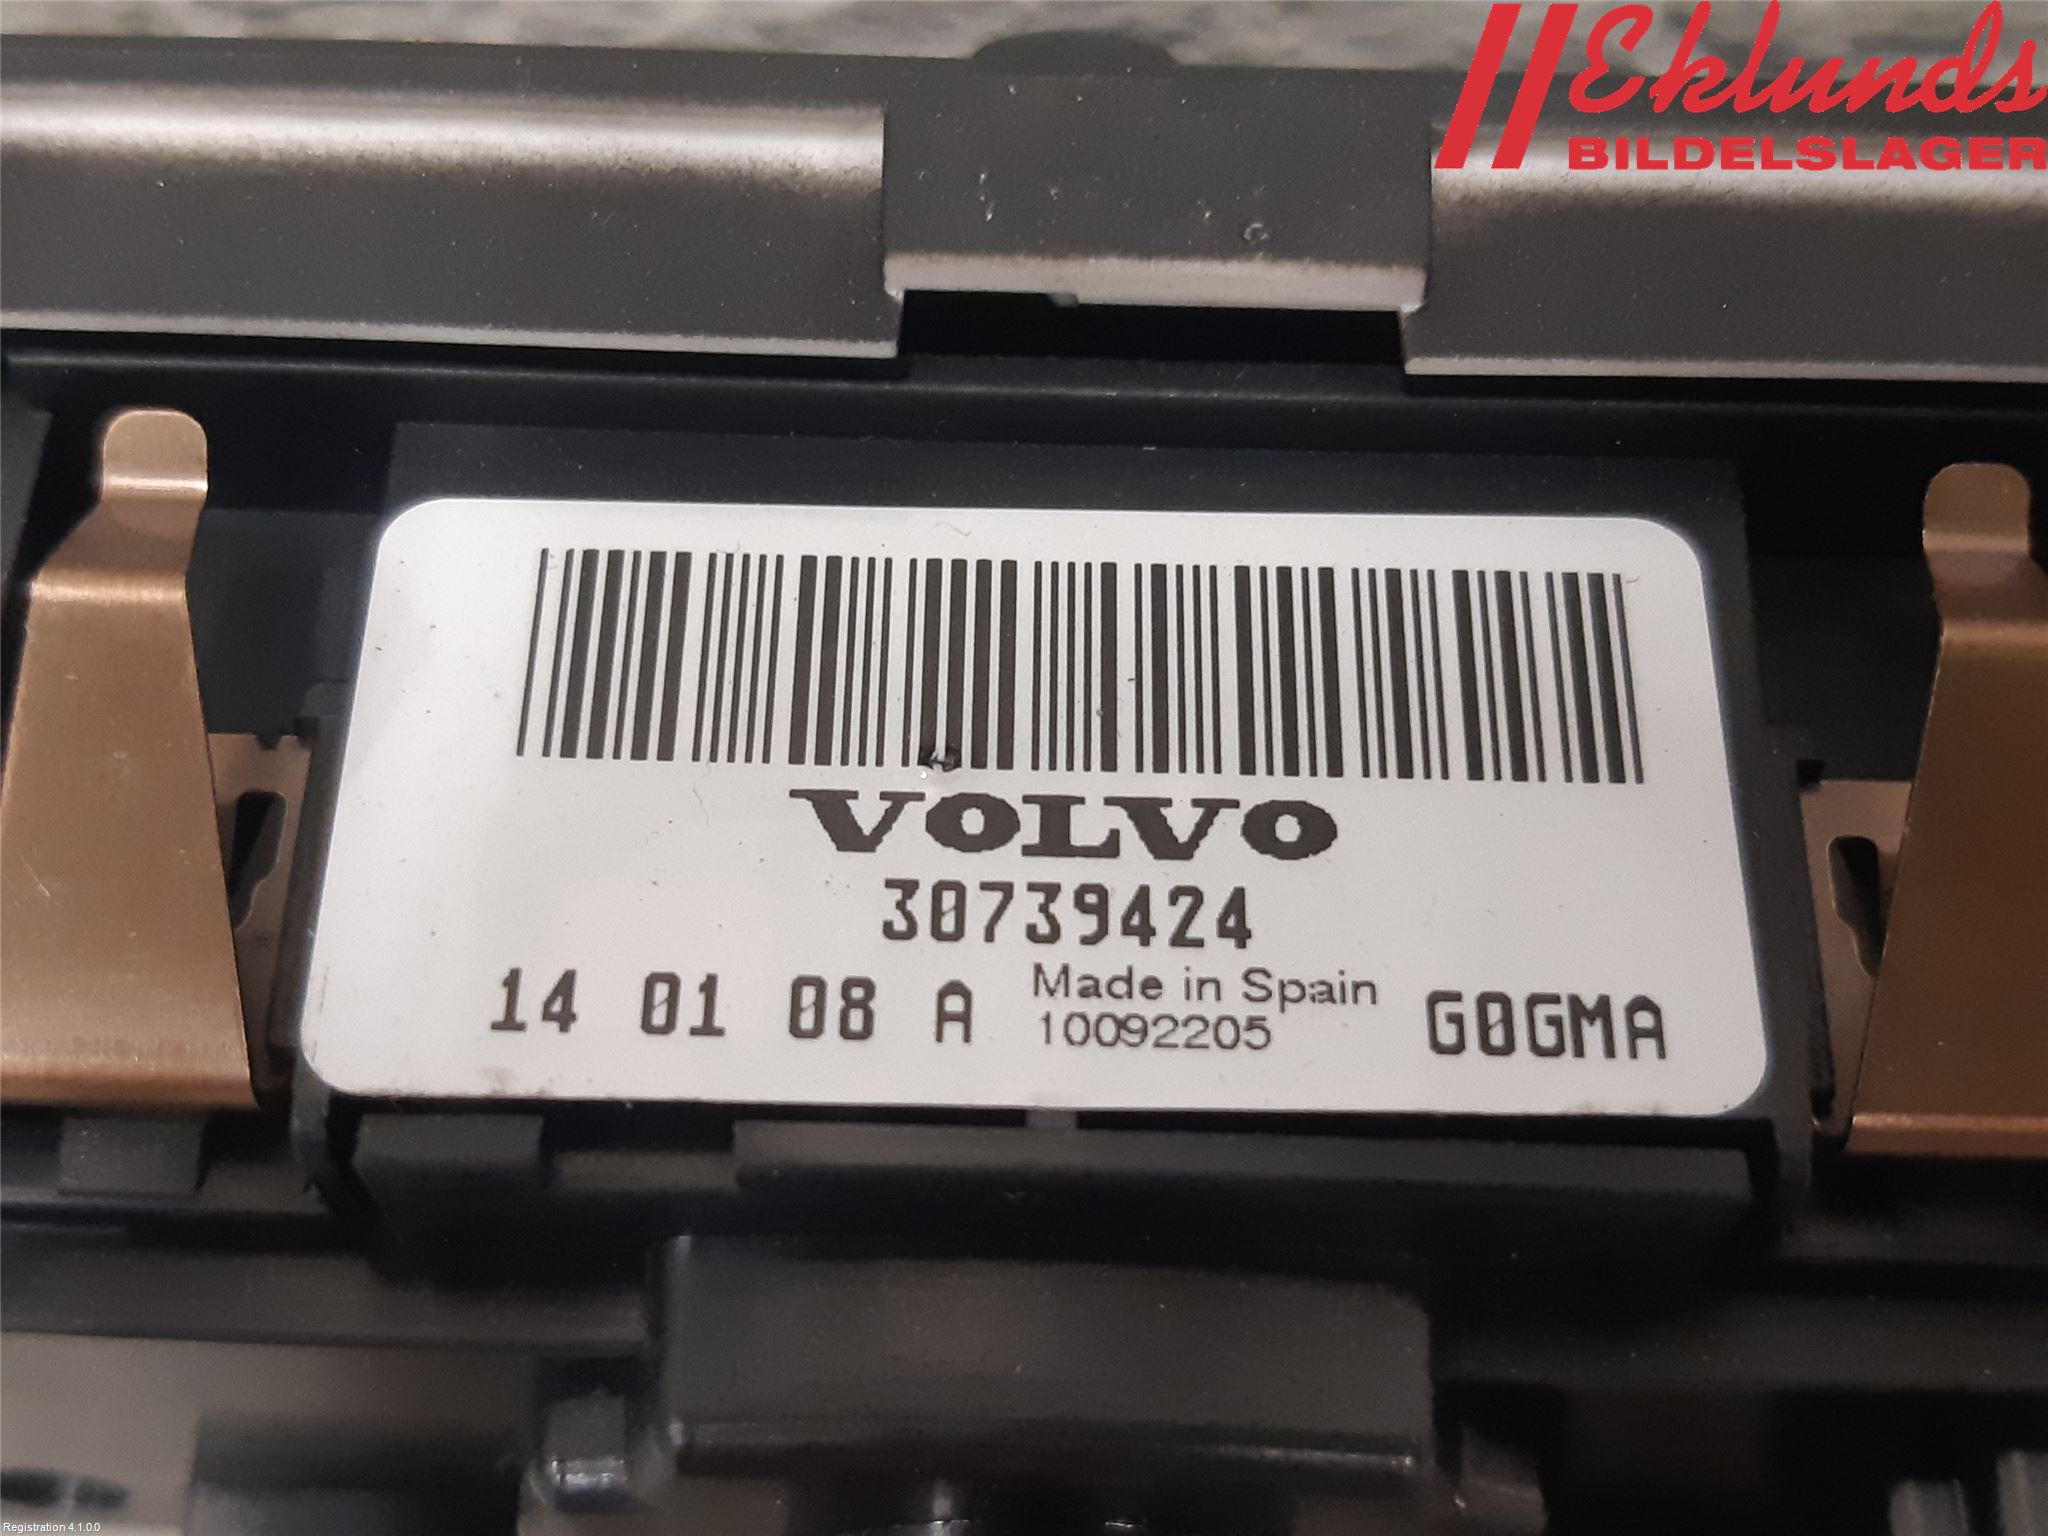 Eklunds
BILDELSLAGER
VOLVO
30739424
14 01 08 A Made in Spain G0GMA
10092205
Registration 4.1.0.0